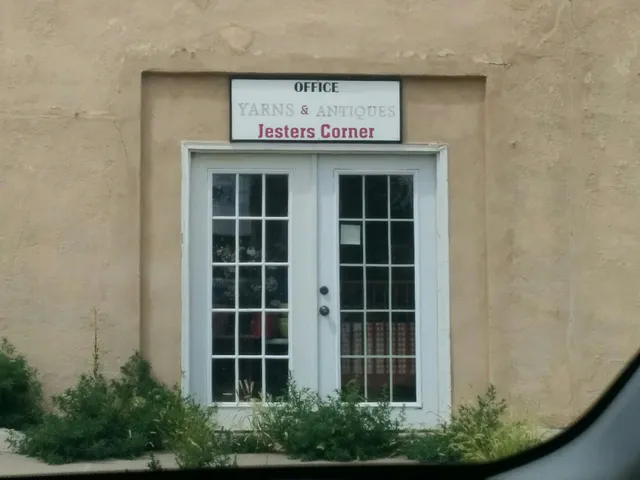 OFFICE
YARNS & ANTIQUES
Jesters Corner